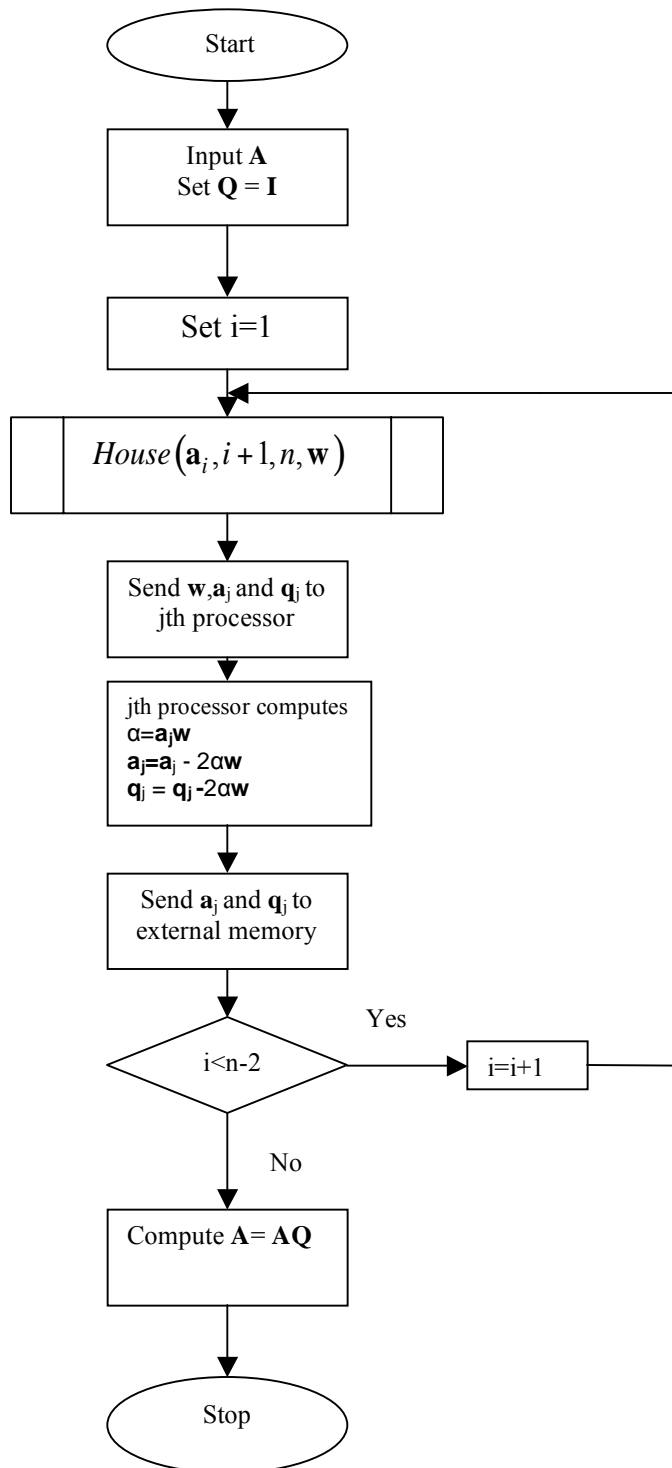 Start
Input A
Set Q = I
Set i=1
House(a_i, i+1, n, w)
Send w,a_j and q_j to
jth processor
jth processor computes
α=a_jw
a_j=a_j - 2αw
q_j = q_j-2αw
Send a_j and q_j to
external memory
Yes
i<n-2
i=i+1
No
Compute A= AQ
Stop